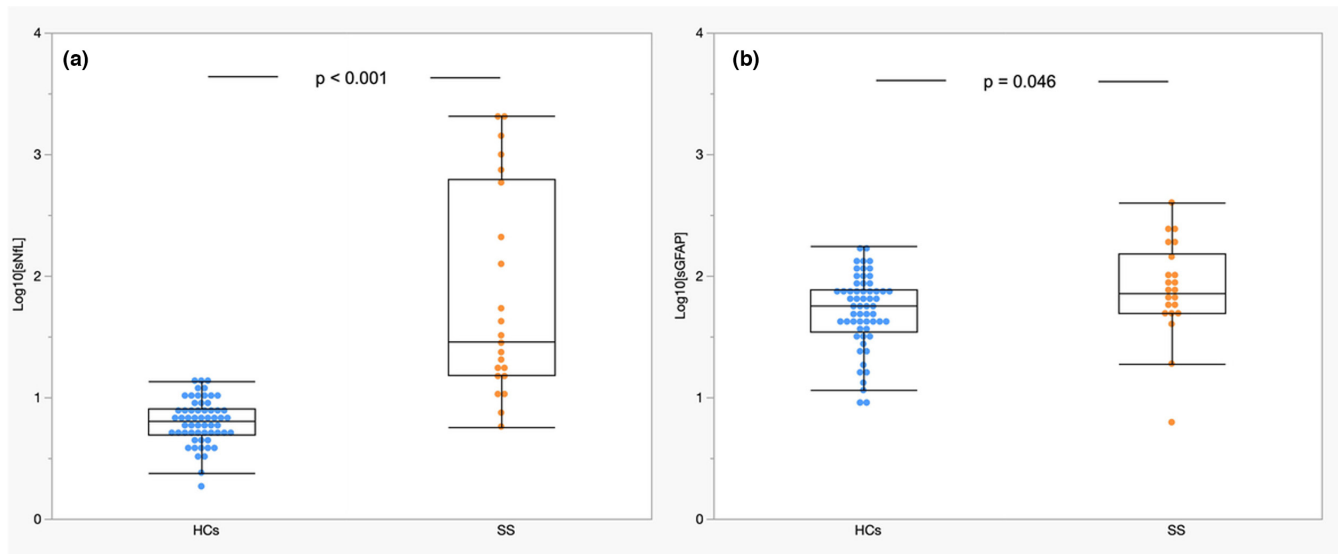 (a)
p < 0.001
Log10[sNfL]
4
3
2
1
0
HCs
SS
(b)
p = 0.046
Log10[sGFAP]
4
3
2
1
0
HCs
SS